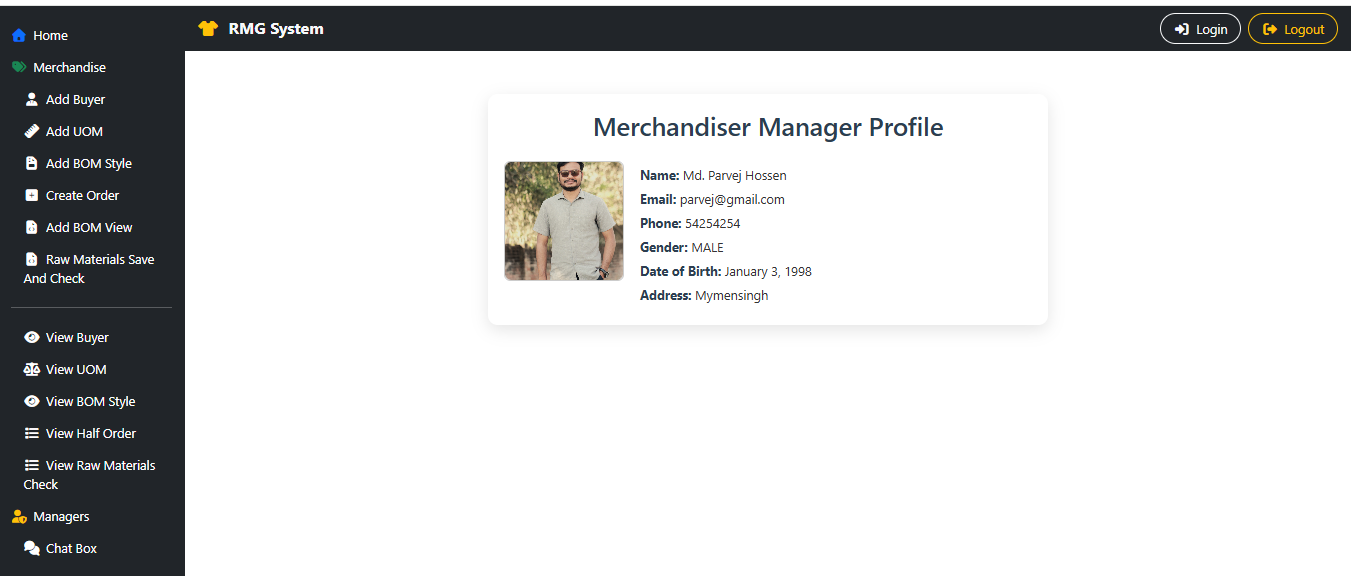 Home
Merchandise
Add Buyer
Add UOM
Add BOM Style
Create Order
Add BOM View
Raw Materials Save
And Check
View Buyer
View UOM
View BOM Style
View Half Order
View Raw Materials
Check
Managers
Chat Box
RMG System
Login
Logout
Merchandiser Manager Profile
Name: Md. Parvej Hossen
Email: parvej@gmail.com
Phone: 54254254
Gender: MALE
Date of Birth: January 3, 1998
Address: Mymensingh